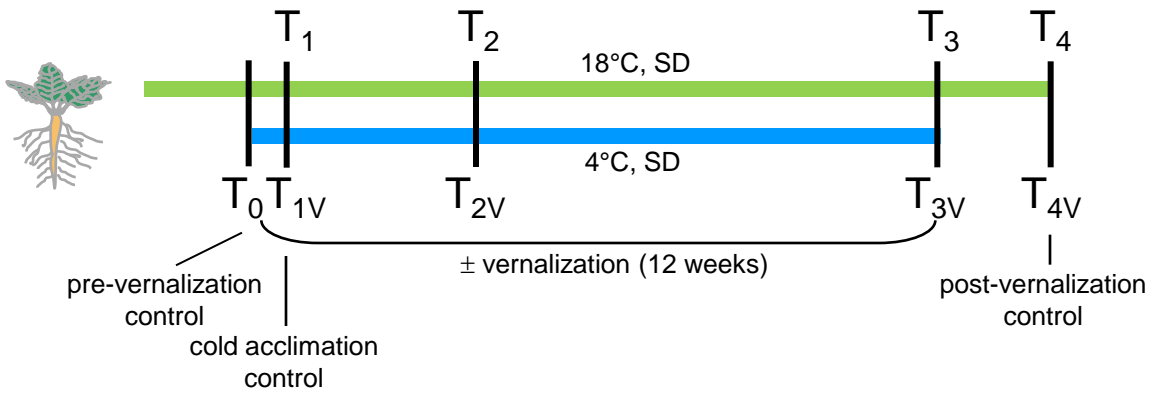 T1 T2 T3 T4
18°C, SD
4°C, SD
T0 T1V T2V T3V T4V
± vernalization (12 weeks)
pre-vernalization
control
post-vernalization
control
cold acclimation
control